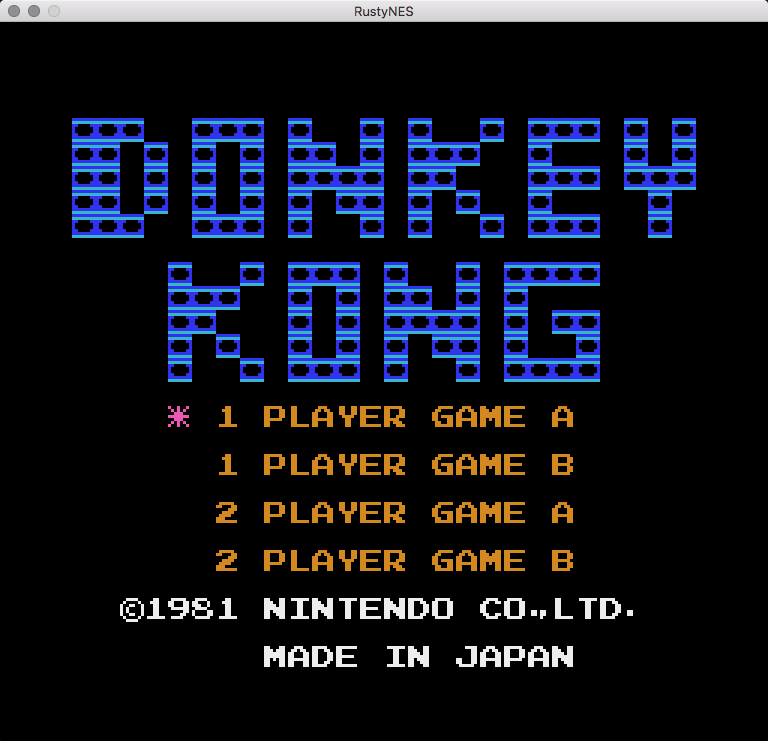 RustyNES
DONKEY
KONG
* 1 PLAYER GAME A
1 PLAYER GAME B
2 PLAYER GAME A
2 PLAYER GAME B
©1981 NINTENDO CO.,LTD.
MADE IN JAPAN